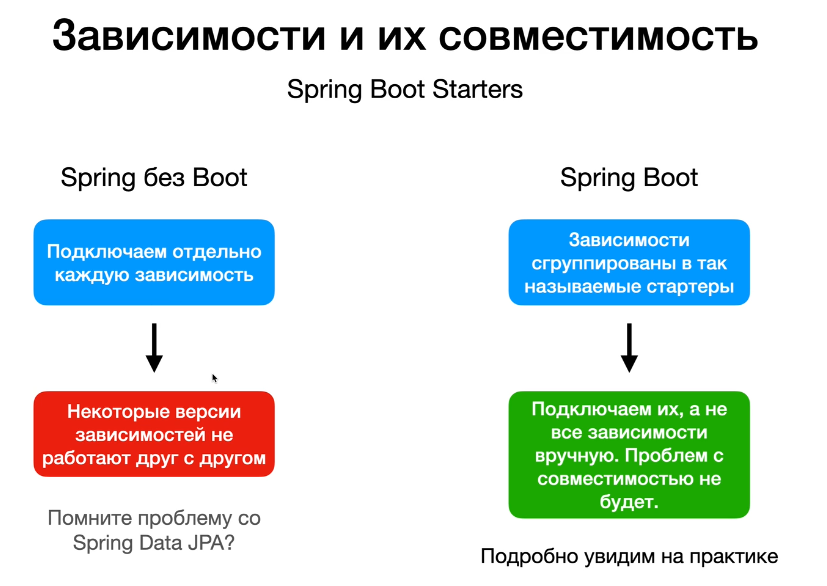 Зависимости и их совместимость
Spring Boot Starters
Spring без Boot
Подключаем отдельно
каждую зависимость
Некоторые версии
зависимостей не
работают друг с другом
Помните проблему со
Spring Data JPA?
Spring Boot
Зависимости
сгруппированы в так
называемые стартеры
Подключаем их, а не
все зависимости
вручную. Проблем с
совместимостью не
будет.
Подробно увидим на практике